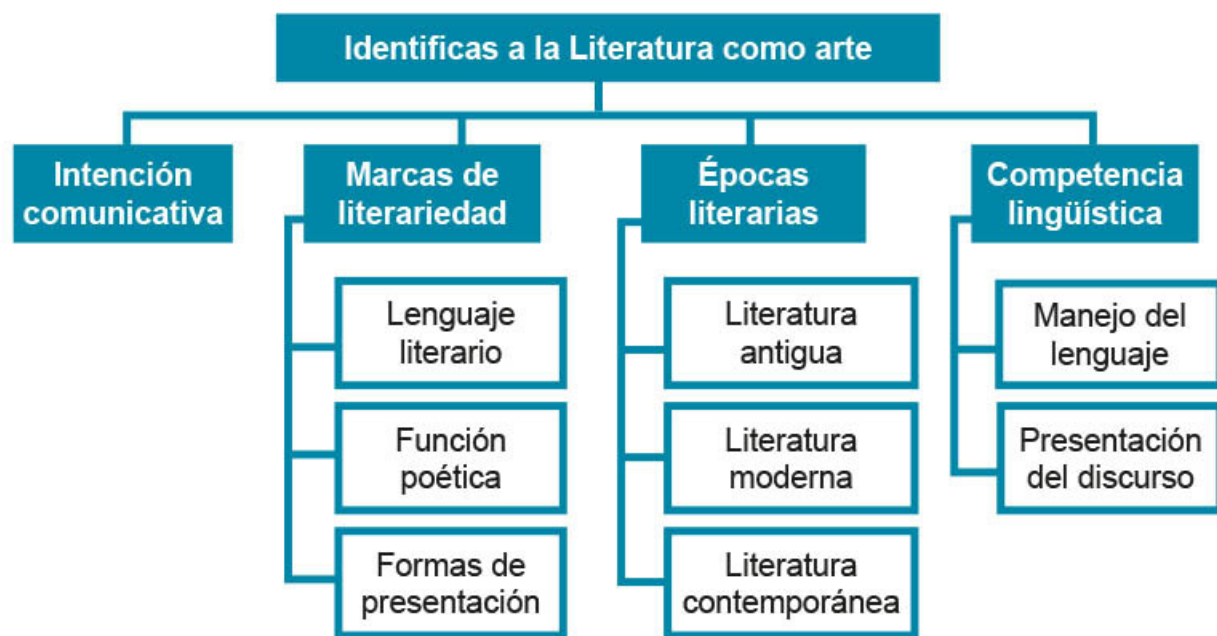 Identificas a la Literatura como arte
Intención
comunicativa
Marcas de
literariedad
Lenguaje
literario
Función
poética
Formas de
presentación
Épocas
literarias
Literatura
antigua
Literatura
moderna
Literatura
contemporánea
Competencia
lingüística
Manejo del
lenguaje
Presentación
del discurso